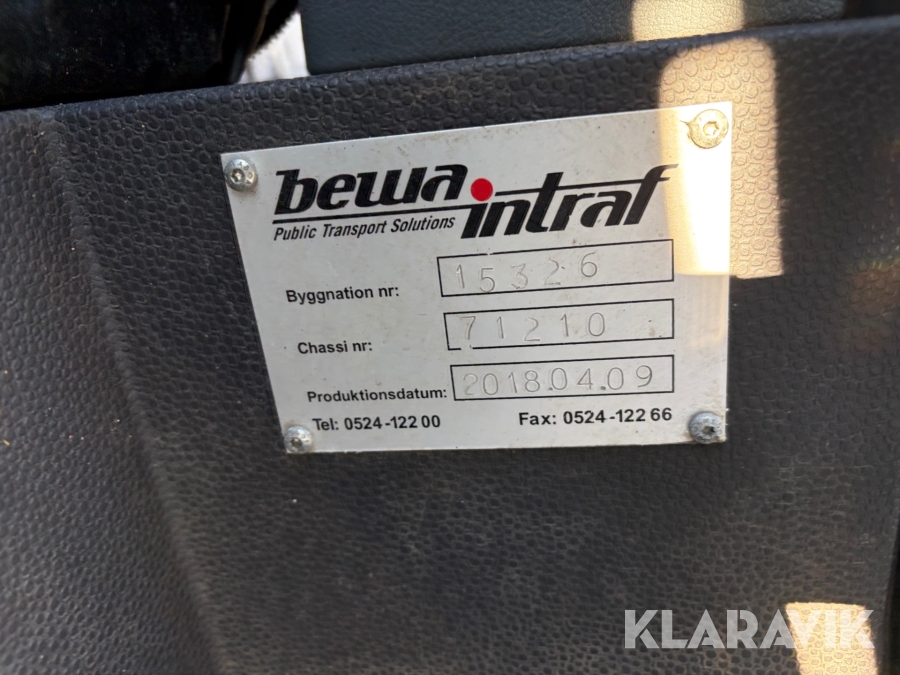 bewa intraf
Public Transport Solutions
Byggnation nr: 15326
Chassi nr: 71210
Produktionsdatum: 2018.04.09
Tel: 0524-122 00 Fax: 0524-122 66
KLARAVIK